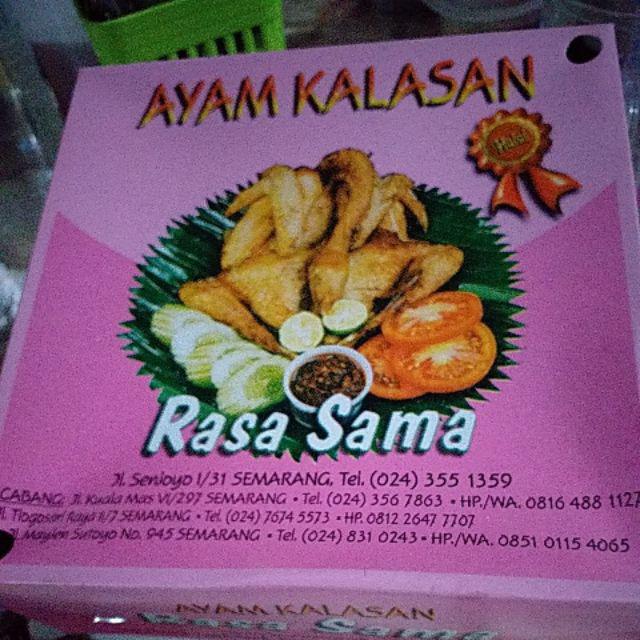 AYAM KALASAN
Halal
Rasa Sama
Jl. Senjoyo I/31 SEMARANG, Tel. (024) 355 1359
CABANG: Jl. Kuala Mas VI/297 SEMARANG • Tel. (024) 356 7863 • HP./WA. 0816 488 1127
Jl. Tlogosari Raya II/7 SEMARANG • Tel. (024) 7674 5573 • HP. 0812 2647 7707
Jl. Mayjen Sutoyo No. 945 SEMARANG • Tel. (024) 831 0243 • HP./WA. 0851 0115 4065
AYAM KALASAN
Rasa Sama